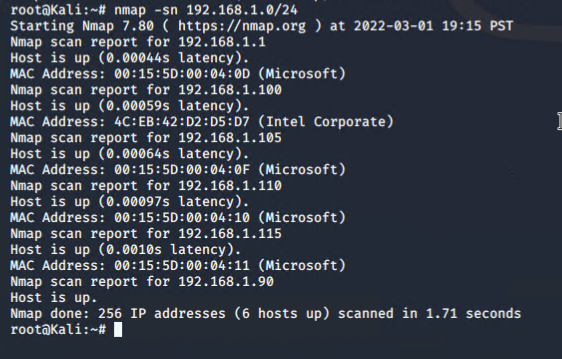 root@Kali:~# nmap -sn 192.168.1.0/24
Starting Nmap 7.80 ( https://nmap.org ) at 2022-03-01 19:15 PST
Nmap scan report for 192.168.1.1
Host is up (0.00044s latency).
MAC Address: 00:15:5D:00:04:0D (Microsoft)
Nmap scan report for 192.168.1.100
Host is up (0.00059s latency).
MAC Address: 4C:EB:42:D2:D5:D7 (Intel Corporate)
Nmap scan report for 192.168.1.105
Host is up (0.00064s latency).
MAC Address: 00:15:5D:00:04:0F (Microsoft)
Nmap scan report for 192.168.1.110
Host is up (0.00097s latency).
MAC Address: 00:15:5D:00:04:10 (Microsoft)
Nmap scan report for 192.168.1.115
Host is up (0.0010s latency).
MAC Address: 00:15:5D:00:04:11 (Microsoft)
Nmap scan report for 192.168.1.90
Host is up.
Nmap done: 256 IP addresses (6 hosts up) scanned in 1.71 seconds
root@Kali:~#